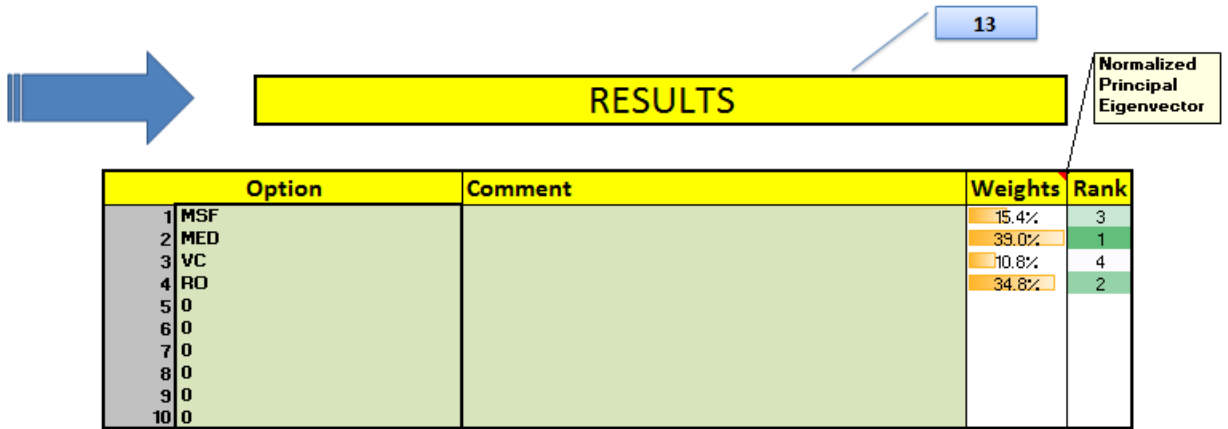 13
Normalized
Principal
Eigenvector
RESULTS
Option Comment Weights Rank
1 MSF 15.4% 3
2 MED 39.0% 1
3 VC 10.8% 4
4 RO 34.8% 2
5 0
6 0
7 0
8 0
9 0
10 0